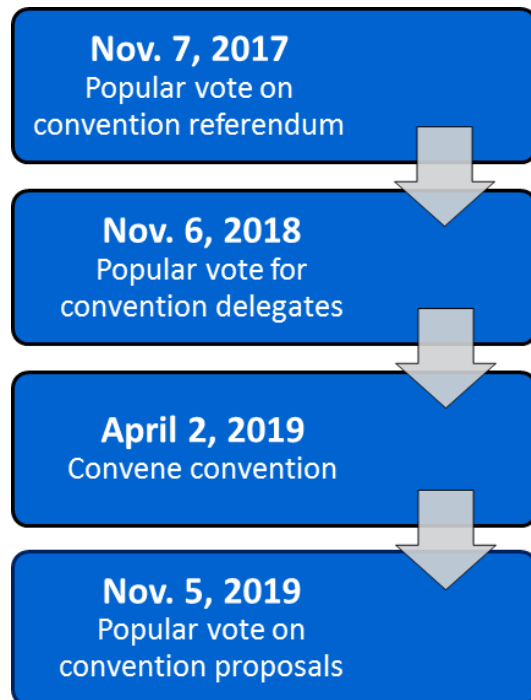 Nov. 7, 2017
Popular vote on
convention referendum
Nov. 6, 2018
Popular vote for
convention delegates
April 2, 2019
Convene convention
Nov. 5, 2019
Popular vote on
convention proposals